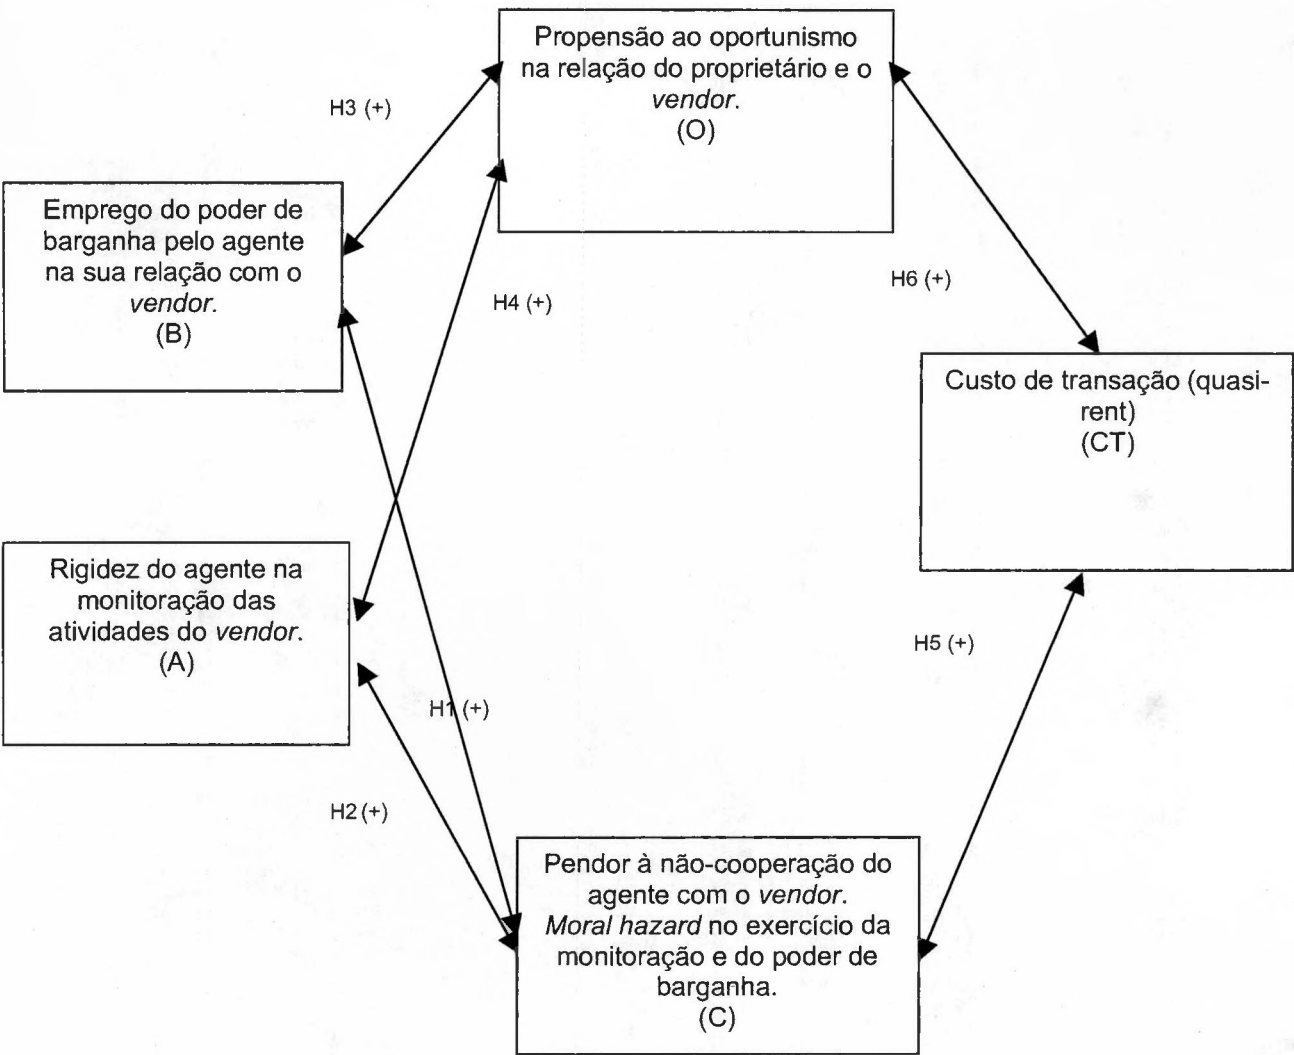 Propensão ao oportunismo
na relação do proprietário e o
vendor.
(O)
H3 (+)
Emprego do poder de
barganha pelo agente
na sua relação com o
vendor.
(B)
H4 (+)
H6 (+)
Custo de transação (quasi-
rent)
(CT)
Rigidez do agente na
monitoração das
atividades do vendor.
(A)
H5 (+)
H1 (+)
H2 (+)
Pendor à não-cooperação do
agente com o vendor.
Moral hazard no exercício da
monitoração e do poder de
barganha.
(C)